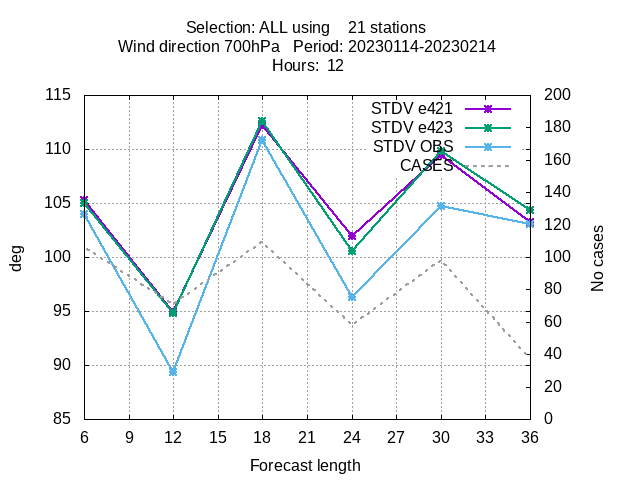 Selection: ALL using    21 stations
Wind direction 700hPa   Period: 20230114-20230214
Hours:  12
115
110
105
100
95
90
85
deg
200
180
160
140
120
100
80
60
40
20
0
No cases
STDV e421
STDV e423
STDV OBS
CASES
6 9 12 15 18 21 24 27 30 33 36
Forecast length